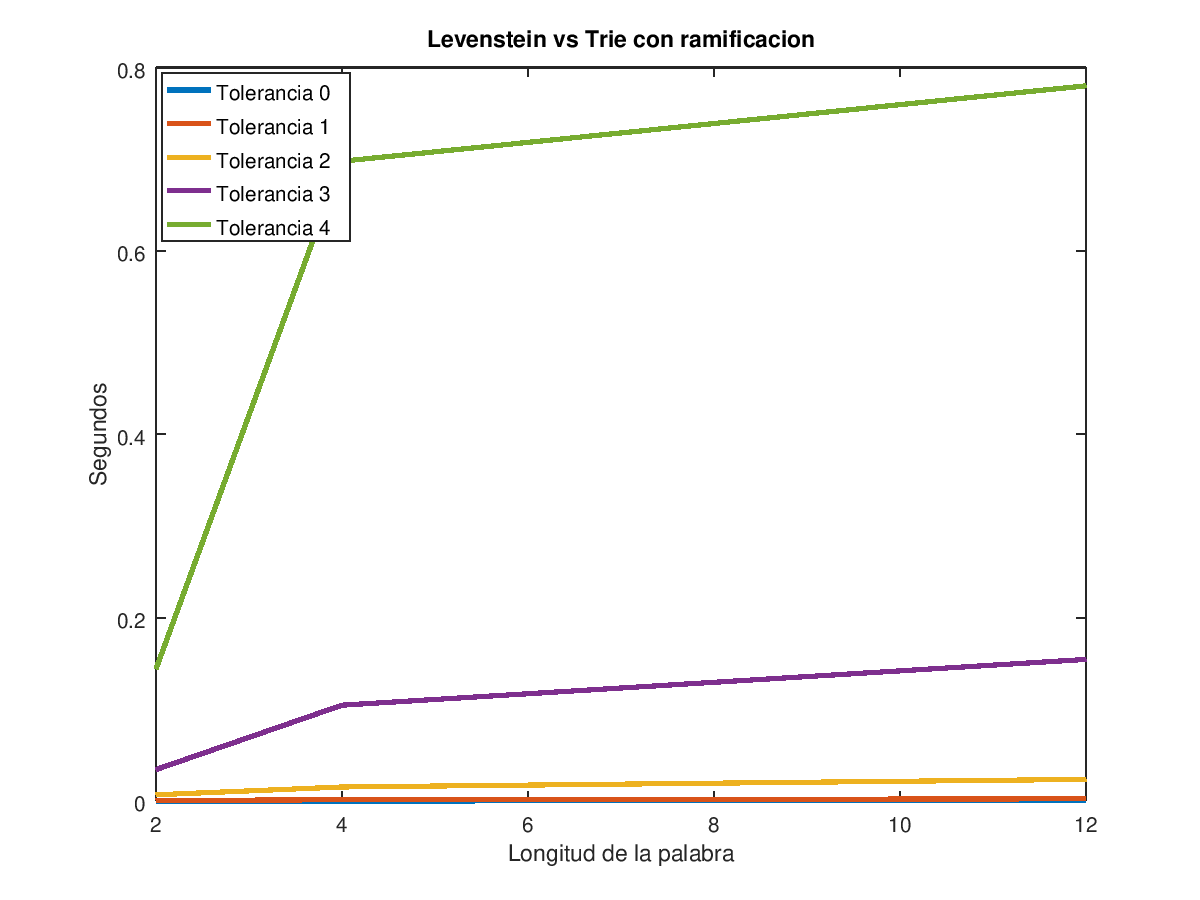 Levenstein vs Trie con ramificacion
0.8
0.6
0.4
0.2
0
Segundos
Tolerancia 0
Tolerancia 1
Tolerancia 2
Tolerancia 3
Tolerancia 4
2 4 6 8 10 12
Longitud de la palabra